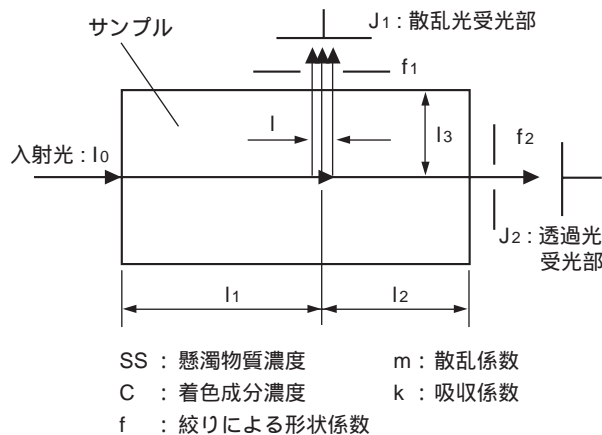 サンプル
J1 : 散乱光受光部
f1
l
l3
f2
入射光 : I0
J2 : 透過光
受光部
l1
l2
SS : 懸濁物質濃度
m : 散乱係数
C : 着色成分濃度
k : 吸収係数
f : 絞りによる形状係数